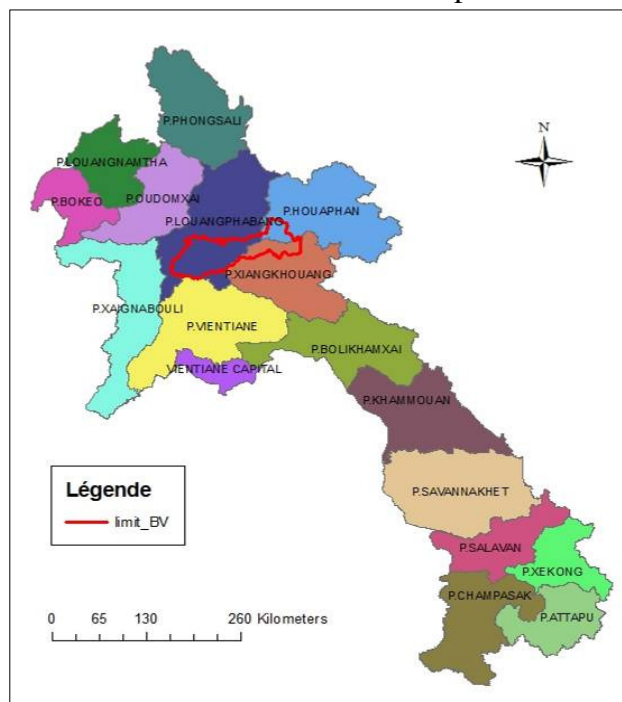 N
P.PHONGSALI
P.LOUANGNAMTHA
P.BOKEO
P.OUDOMXAI
P.HOUAPHAN
P.LOUANGPHABANG
P.XIANGKHOUANG
P.XAIGNABOULI
P.VIENTIANE
P.BOLIKHAMXAI
VIENTIANE CAPITAL
P.KHAMMOUAN
P.SAVANNAKHET
P.SALAVAN
P.XEKONG
P.CHAMPASAK
P.ATTAPU
Légende
limit_BV
0 65 130 260 Kilometers